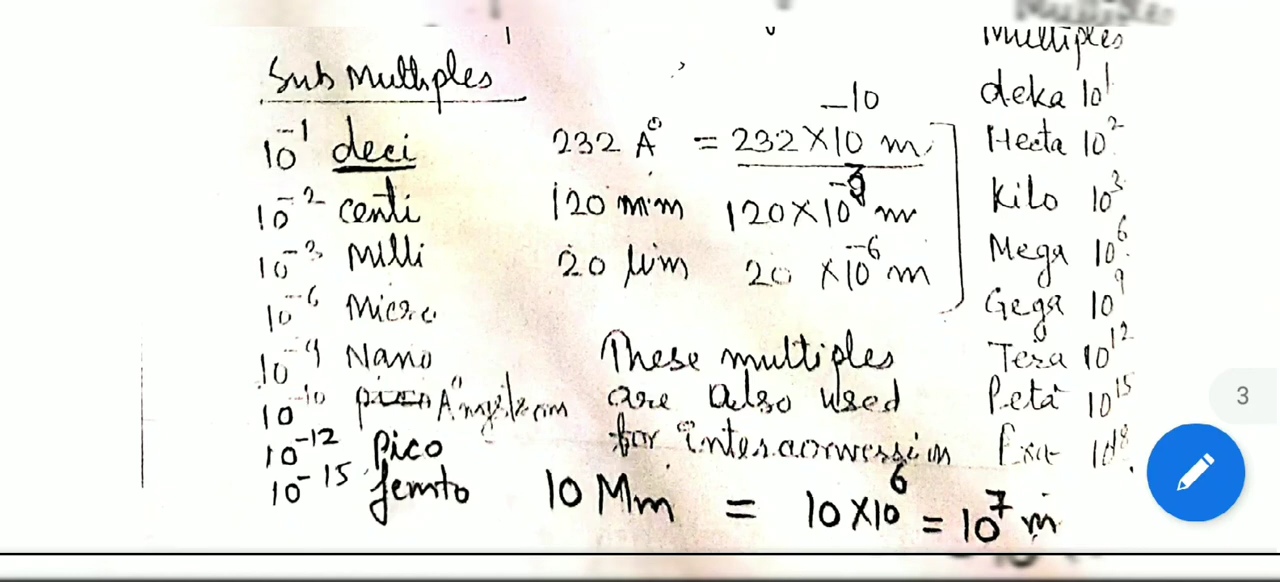 Multiples
Sub Multiples
deka 10¹
10⁻¹ deci 232 A° = 232×10⁻¹⁰ m Hecta 10²
10⁻² centi 120 mm 120×10⁻³ m Kilo 10³
10⁻³ Milli 20 μm 20 ×10⁻⁶ m Mega 10⁶
10⁻⁶ Micro Gega 10⁹
10⁻⁹ Nano These multiples Tera 10¹²
10⁻¹⁰ Angstrom are also used Peta 10¹⁵
10⁻¹² Pico for interconversion Exa 10¹⁸
10⁻¹⁵ femto 10 Mm = 10×10⁶ = 10⁷ m
3